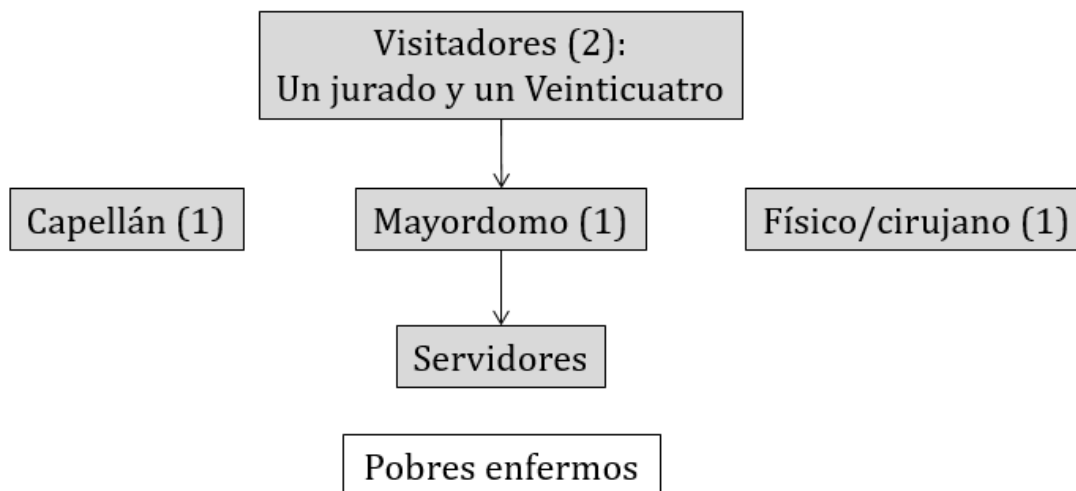 Visitadores (2):
Un jurado y un Veinticuatro
Capellán (1)
Mayordomo (1)
Físico/cirujano (1)
Servidores
Pobres enfermos